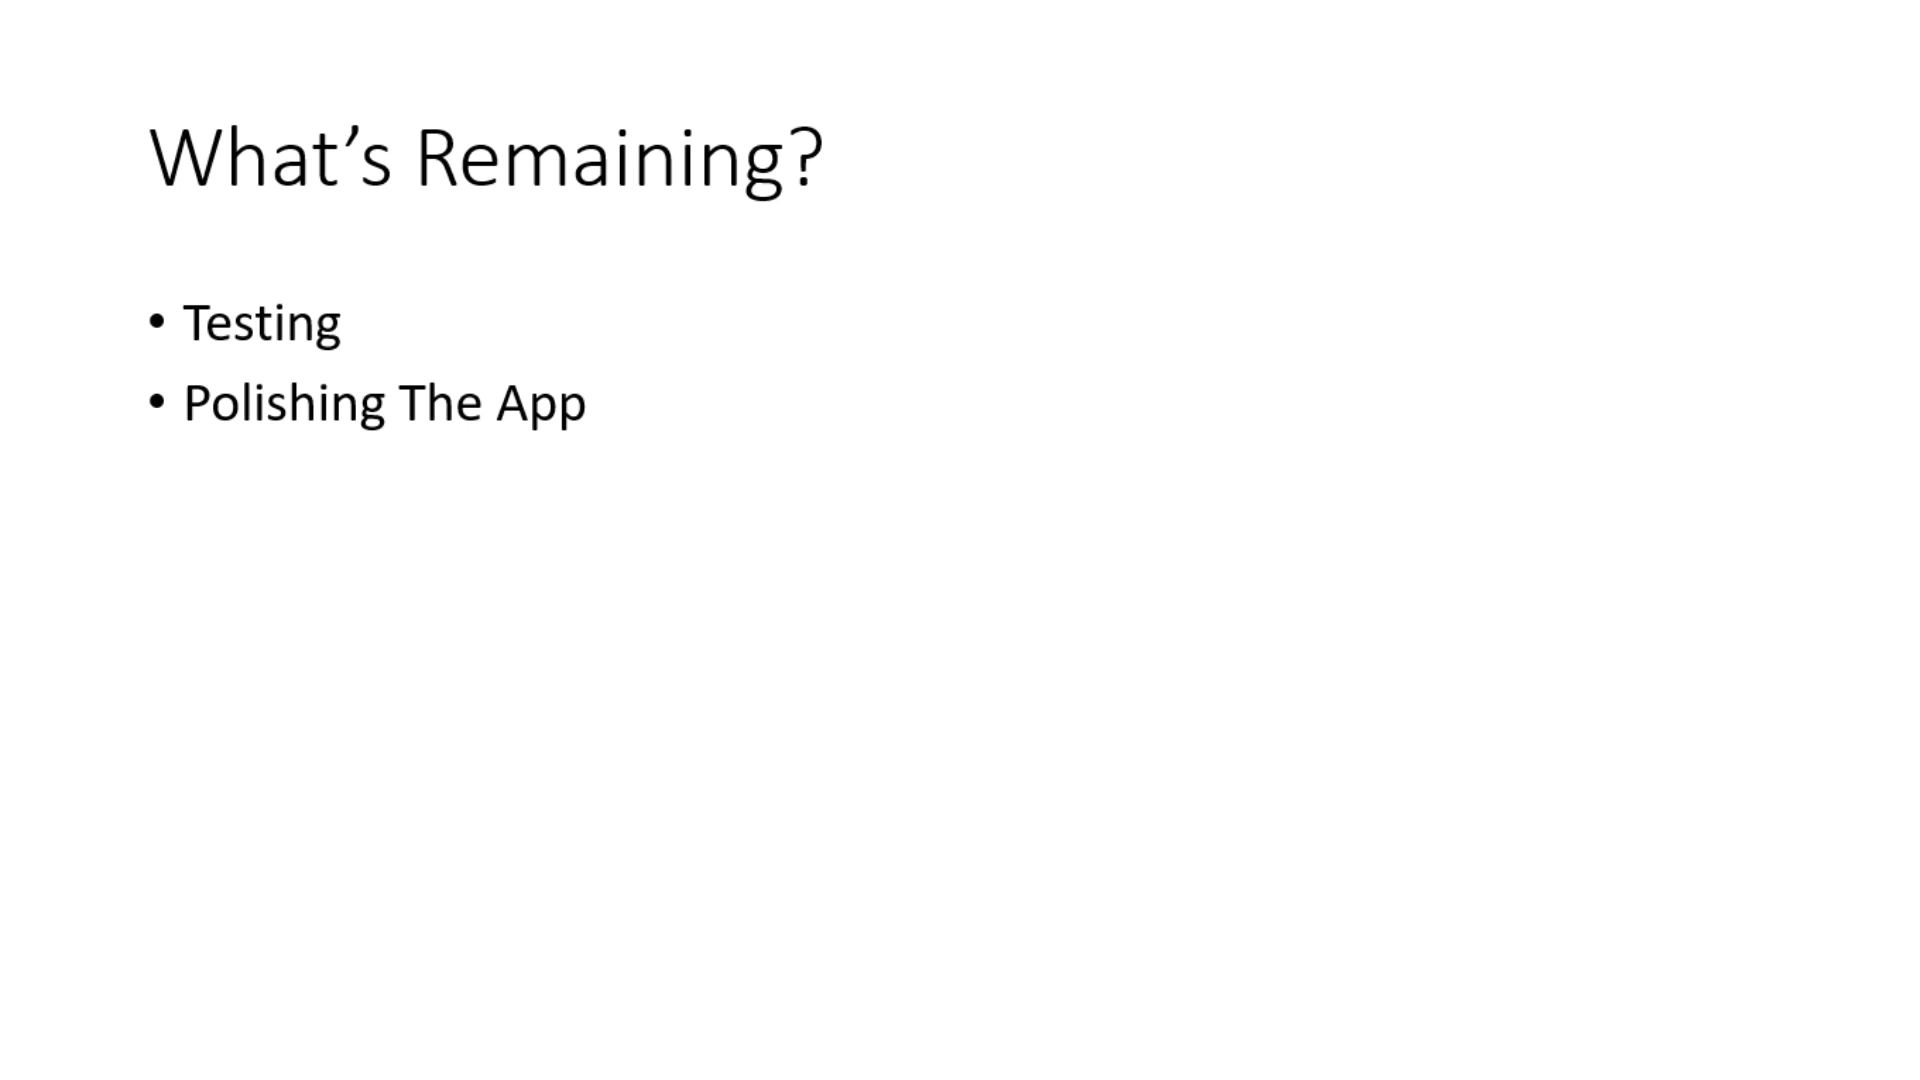 What’s Remaining?
• Testing
• Polishing The App